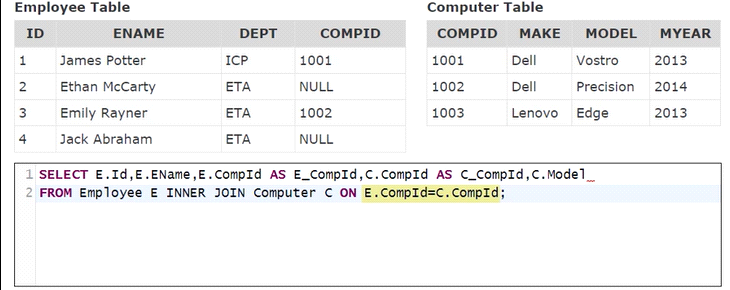 Employee Table
Computer Table
ID ENAME DEPT COMPID
COMPID MAKE MODEL MYEAR
1 James Potter ICP 1001
1001 Dell Vostro 2013
2 Ethan McCarty ETA NULL
1002 Dell Precision 2014
3 Emily Rayner ETA 1002
1003 Lenovo Edge 2013
4 Jack Abraham ETA NULL
1 SELECT E.Id,E.EName,E.CompId AS E_CompId,C.CompId AS C_CompId,C.Model
2 FROM Employee E INNER JOIN Computer C ON E.CompId=C.CompId;